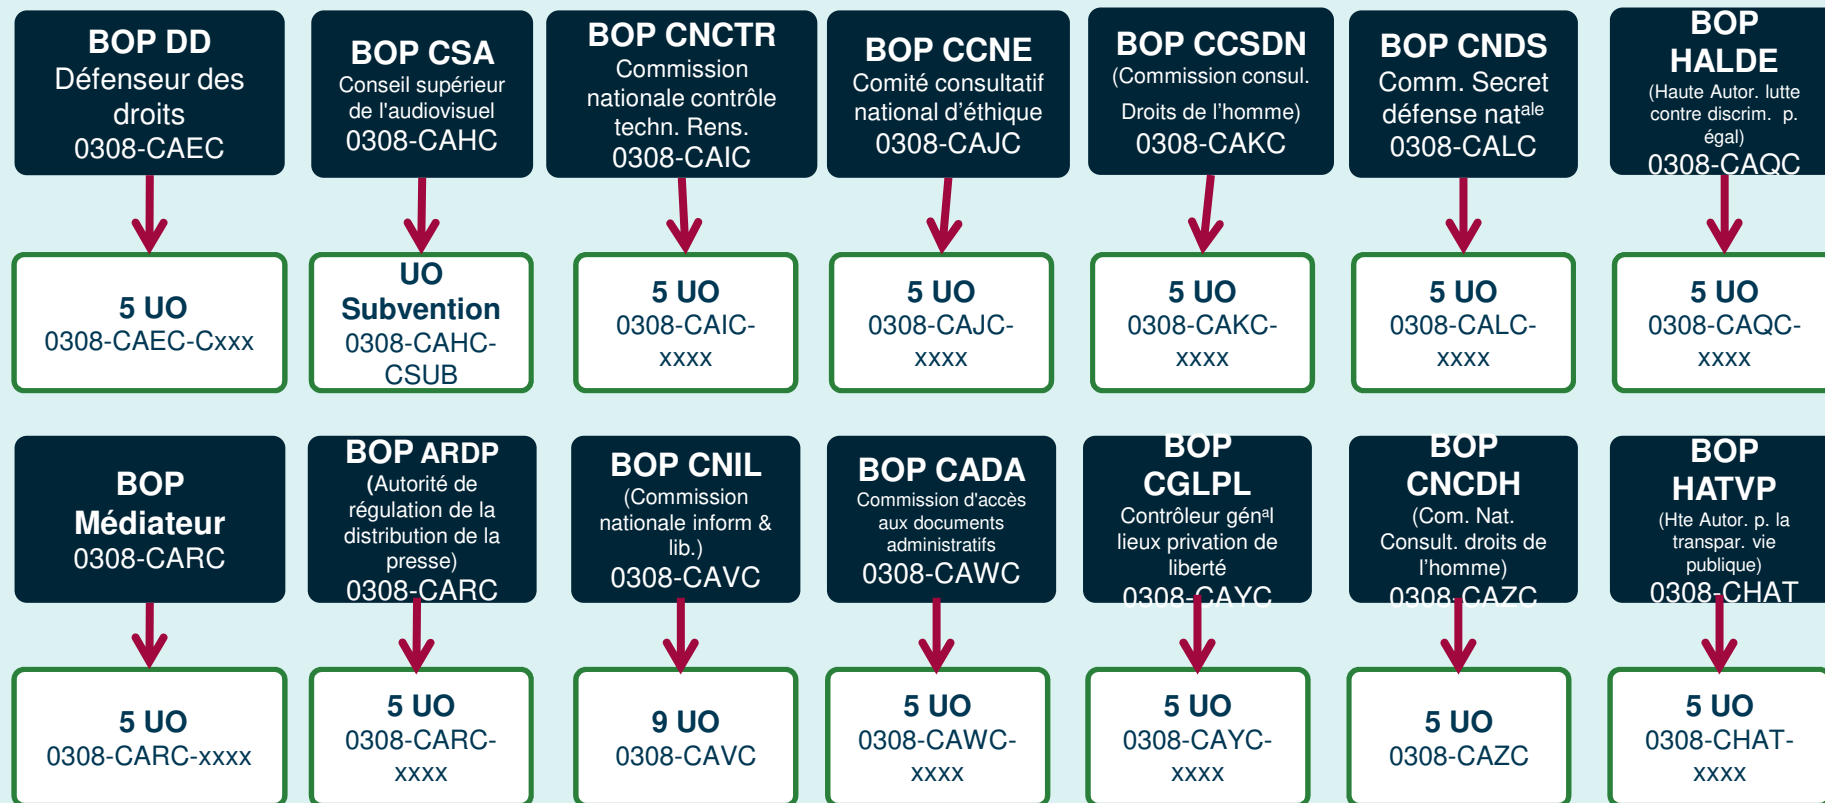 BOP DD
Défenseur des
droits
0308-CAEC
BOP CSA
Conseil supérieur
de l'audiovisuel
0308-CAHC
BOP CNCTR
Commission
nationale contrôle
techn. Rens.
0308-CAIC
BOP CCNE
Comité consultatif
national d’éthique
0308-CAJC
BOP CCSDN
(Commission consul.
Droits de l’homme)
0308-CAKC
BOP CNDS
Comm. Secret
défense natale
0308-CALC
BOP
HALDE
(Haute Autor. lutte
contre discrim. p.
égal)
0308-CAQC
5 UO
0308-CAEC-Cxxx
UO
Subvention
0308-CAHC-
CSUB
5 UO
0308-CAIC-
xxxx
5 UO
0308-CAJC-
xxxx
5 UO
0308-CAKC-
xxxx
5 UO
0308-CALC-
xxxx
5 UO
0308-CAQC-
xxxx
BOP
Médiateur
0308-CARC
BOP ARDP
(Autorité de
régulation de la
distribution de la
presse)
0308-CARC
BOP CNIL
(Commission
nationale inform &
lib.)
0308-CAVC
BOP CADA
Commission d'accès
aux documents
administratifs
0308-CAWC
BOP
CGLPL
Contrôleur génal
lieux privation de
liberté
0308-CAYC
BOP
CNCDH
(Com. Nat.
Consult. droits de
l’homme)
0308-CAZC
BOP
HATVP
(Hte Autor. p. la
transpar. vie
publique)
0308-CHAT
5 UO
0308-CARC-xxxx
5 UO
0308-CARC-
xxxx
9 UO
0308-CAVC
5 UO
0308-CAWC-
xxxx
5 UO
0308-CAYC-
xxxx
5 UO
0308-CAZC
5 UO
0308-CHAT-
xxxx